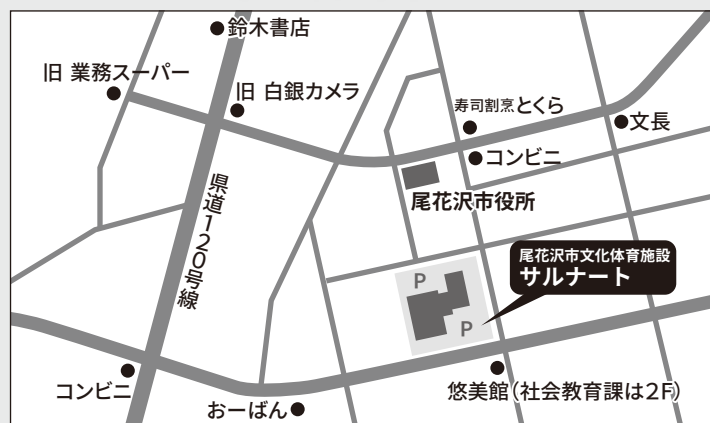 鈴木書店
旧 業務スーパー
旧 白銀カメラ
寿司割烹とくら
文長
コンビニ
尾花沢市役所
県道120号線
尾花沢市文化体育施設
サルナート
P
P
コンビニ
悠美館(社会教育課は2F)
おーばん